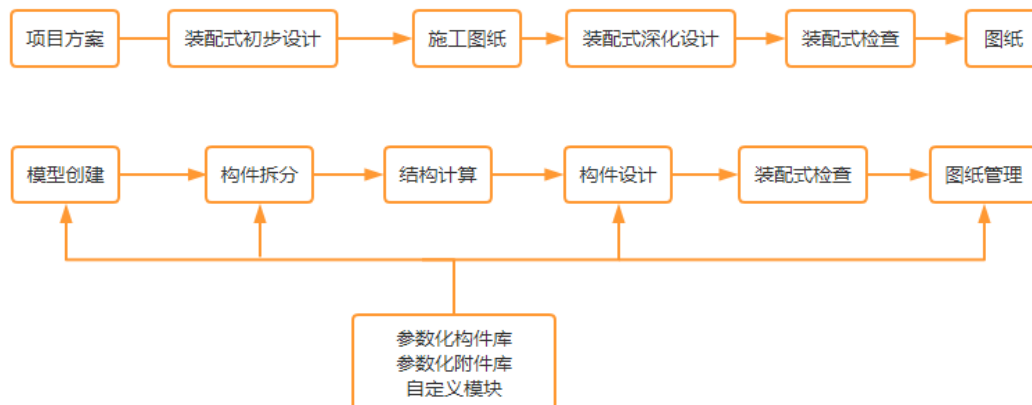 项目方案
装配式初步设计
施工图纸
装配式深化设计
装配式检查
图纸
模型创建
构件拆分
结构计算
构件设计
装配式检查
图纸管理
参数化构件库
参数化附件库
自定义模块